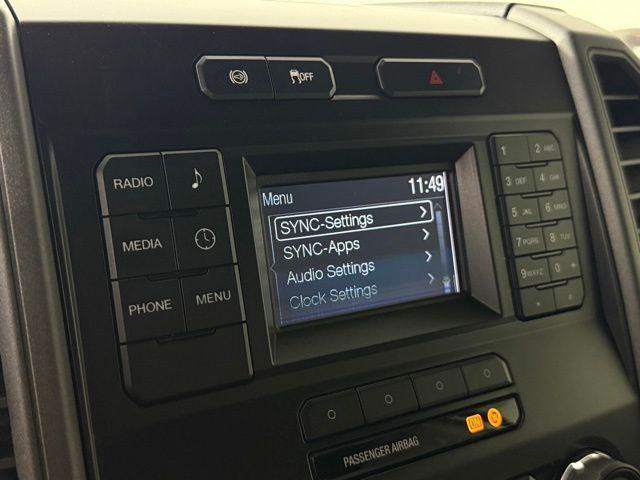 OFF
RADIO
MEDIA
PHONE MENU
Menu 11:49
SYNC-Settings
SYNC-Apps
Audio Settings
Clock Settings
1 2 ABC
3 DEF 4 GHI
5 JKL 6 MNO
7 PQRS 8 TUV
9 WXYZ 0 +
PASSENGER AIRBAG